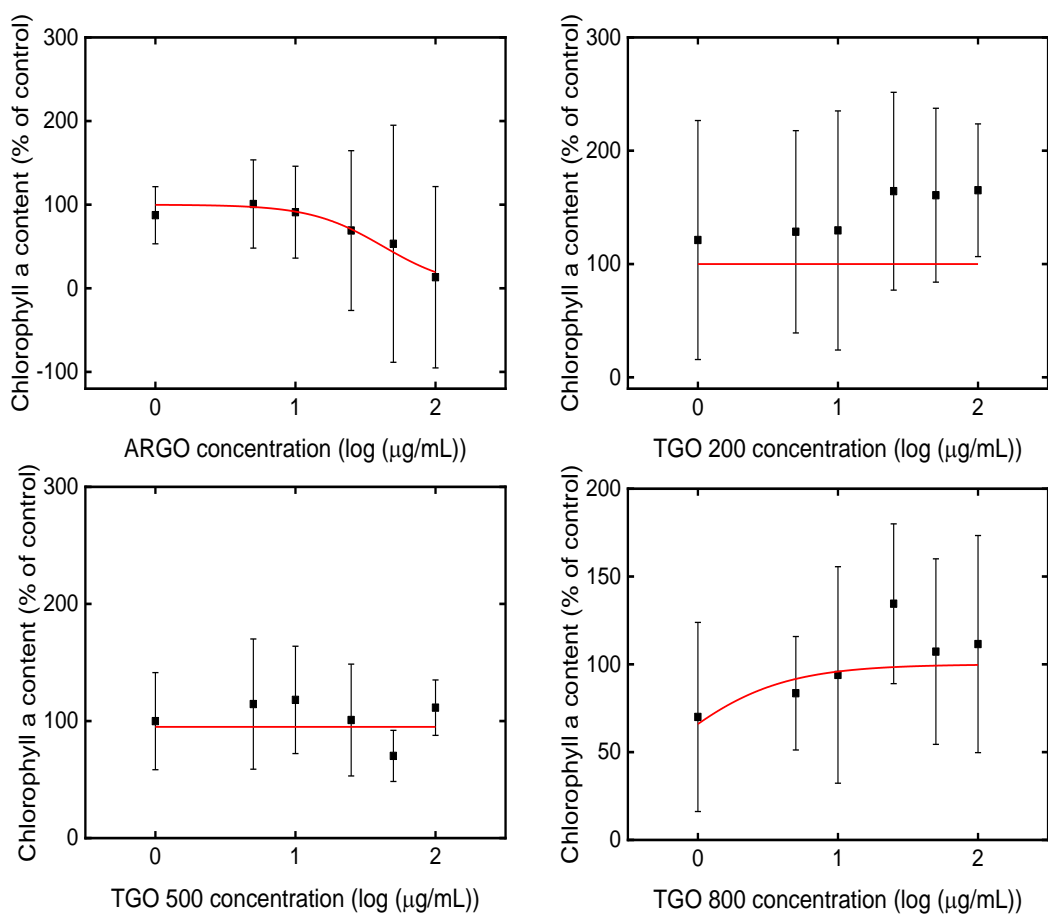 Chlorophyll a content (% of control)
300
200
100
0
-100
0 1 2
ARGO concentration (log (μg/mL))
Chlorophyll a content (% of control)
300
200
100
0
0 1 2
TGO 200 concentration (log (μg/mL))
Chlorophyll a content (% of control)
300
200
100
0
0 1 2
TGO 500 concentration (log (μg/mL))
Chlorophyll a content (% of control)
200
150
100
50
0
0 1 2
TGO 800 concentration (log (μg/mL))